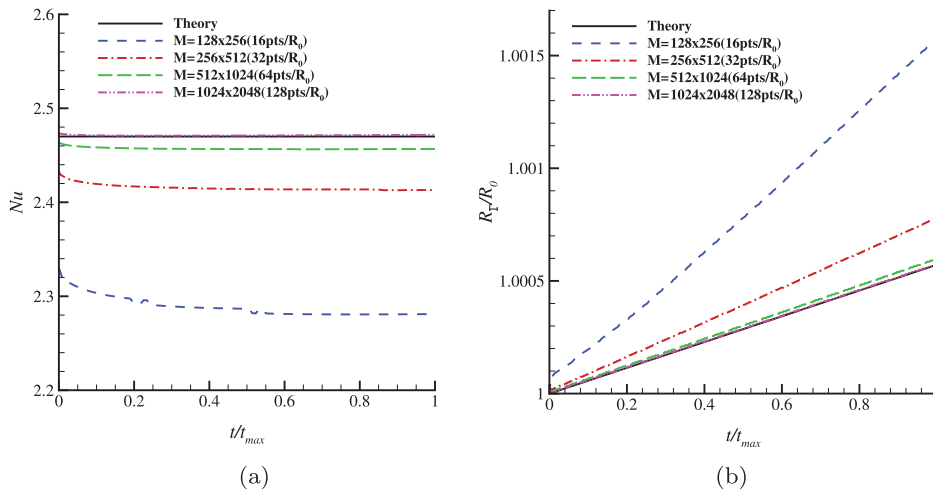 2.6
2.5
2.4
2.3
2.2
Nu
Theory
M=128x256(16pts/R0)
M=256x512(32pts/R0)
M=512x1024(64pts/R0)
M=1024x2048(128pts/R0)
0 0.2 0.4 0.6 0.8 1
t/tmax
(a)
1.0015
1.001
1.0005
1
RΓ/R0
Theory
M=128x256(16pts/R0)
M=256x512(32pts/R0)
M=512x1024(64pts/R0)
M=1024x2048(128pts/R0)
0 0.2 0.4 0.6 0.8
t/tmax
(b)